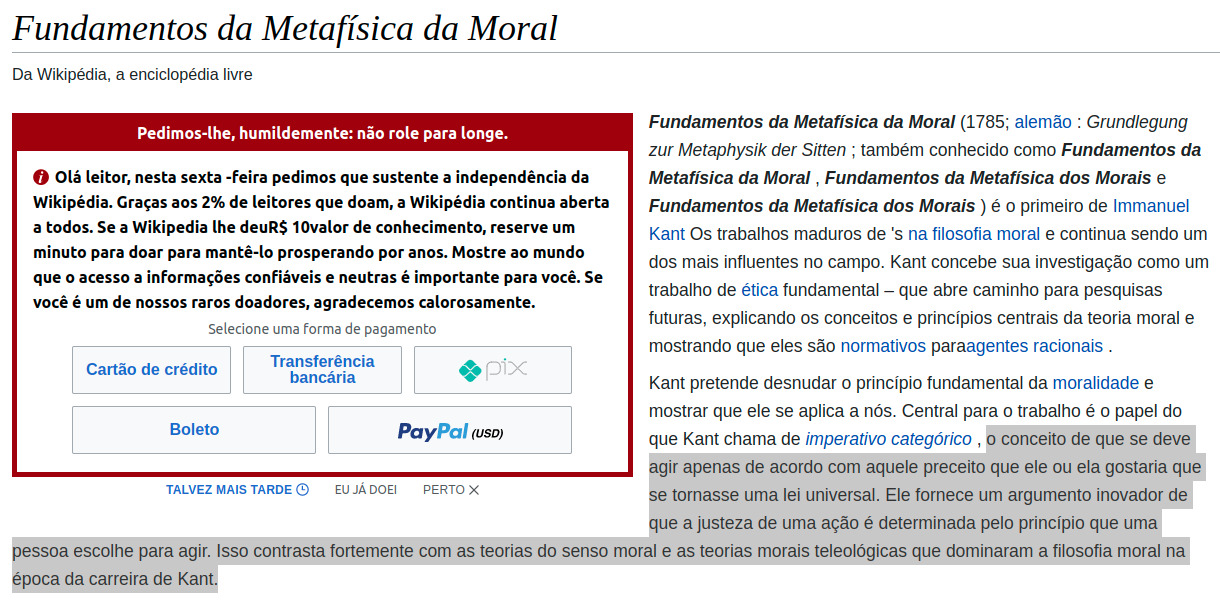 Fundamentos da Metafísica da Moral
Da Wikipédia, a enciclopédia livre
Pedimos-lhe, humildemente: não role para longe.
Olá leitor, nesta sexta -feira pedimos que sustente a independência da
Wikipédia. Graças aos 2% de leitores que doam, a Wikipédia continua aberta
a todos. Se a Wikipedia lhe deuR$ 10valor de conhecimento, reserve um
minuto para doar para mantê-lo prosperando por anos. Mostre ao mundo
que o acesso a informações confiáveis e neutras é importante para você. Se
você é um de nossos raros doadores, agradecemos calorosamente.
Selecione uma forma de pagamento
Cartão de crédito
Transferência
bancária
pix
Boleto
PayPal (USD)
TALVEZ MAIS TARDE
EU JÁ DOEI
PERTO
Fundamentos da Metafísica da Moral (1785; alemão : Grundlegung
zur Metaphysik der Sitten ; também conhecido como Fundamentos da
Metafísica da Moral , Fundamentos da Metafísica dos Morais e
Fundamentos da Metafísica dos Morais ) é o primeiro de Immanuel
Kant Os trabalhos maduros de 's na filosofia moral e continua sendo um
dos mais influentes no campo. Kant concebe sua investigação como um
trabalho de ética fundamental – que abre caminho para pesquisas
futuras, explicando os conceitos e princípios centrais da teoria moral e
mostrando que eles são normativos paraagentes racionais .
Kant pretende desnudar o princípio fundamental da moralidade e
mostrar que ele se aplica a nós. Central para o trabalho é o papel do
que Kant chama de imperativo categórico , o conceito de que se deve
agir apenas de acordo com aquele preceito que ele ou ela gostaria que
se tornasse uma lei universal. Ele fornece um argumento inovador de
que a justeza de uma ação é determinada pelo princípio que uma
pessoa escolhe para agir. Isso contrasta fortemente com as teorias do senso moral e as teorias morais teleológicas que dominaram a filosofia moral na
época da carreira de Kant.